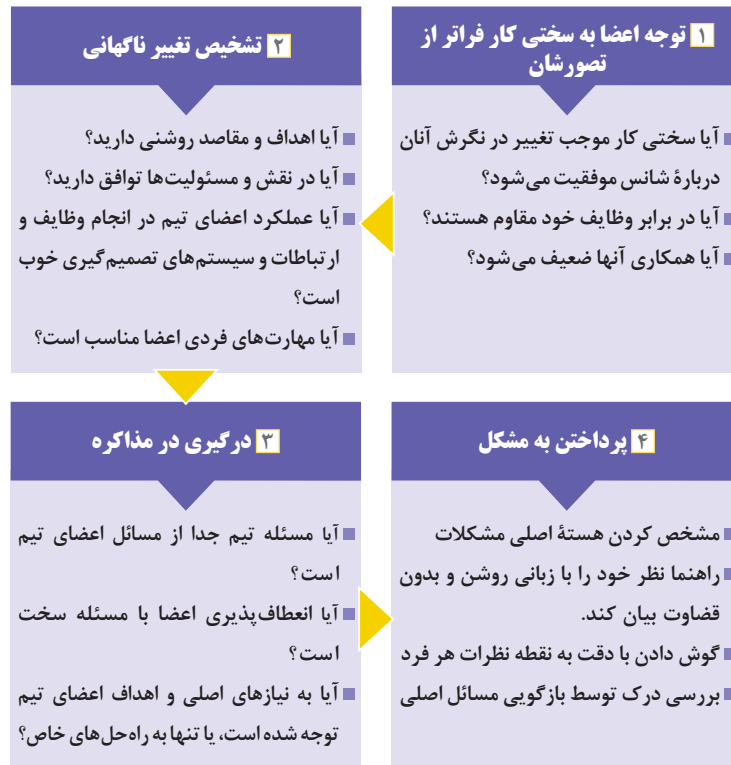 ۱ توجه اعضا به سختی کار فراتر از
تصورشان
آیا سختی کار موجب تغییر در نگرش آنان
دربارهٔ شانس موفقیت می‌شود؟
آیا در برابر وظایف خود مقاوم هستند؟
آیا همکاری آنها ضعیف می‌شود؟
۲ تشخیص تغییر ناگهانی
آیا اهداف و مقاصد روشنی دارید؟
آیا در نقش و مسئولیت‌ها توافق دارید؟
آیا عملکرد اعضای تیم در انجام وظایف و
ارتباطات و سیستم‌های تصمیم‌گیری خوب
است؟
آیا مهارت‌های فردی اعضا مناسب است؟
۳ درگیری در مذاکره
آیا مسئله تیم جدا از مسائل اعضای تیم
است؟
آیا انعطاف‌پذیری اعضا با مسئله سخت
است؟
آیا به نیازهای اصلی و اهداف اعضای تیم
توجه شده است، یا تنها به راه‌حل‌های خاص؟
۴ پرداختن به مشکل
مشخص کردن هستهٔ اصلی مشکلات
راهنما نظر خود را با زبانی روشن و بدون
قضاوت بیان کند.
گوش دادن با دقت به نقطه نظرات هر فرد
بررسی درک توسط بازگویی مسائل اصلی